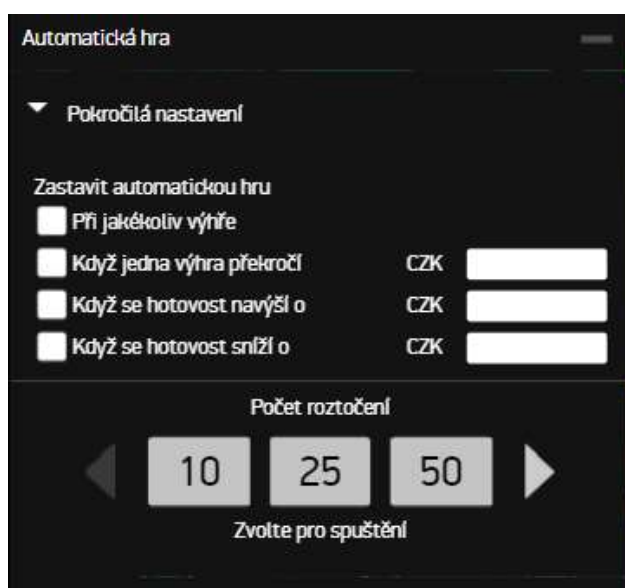 Automatická hra
Pokročilá nastavení
Zastavit automatickou hru
Při jakékoliv výhře
Když jedna výhra překročí CZK
Když se hotovost navýší o CZK
Když se hotovost sníží o CZK
Počet roztočení
10 25 50
Zvolte pro spuštění